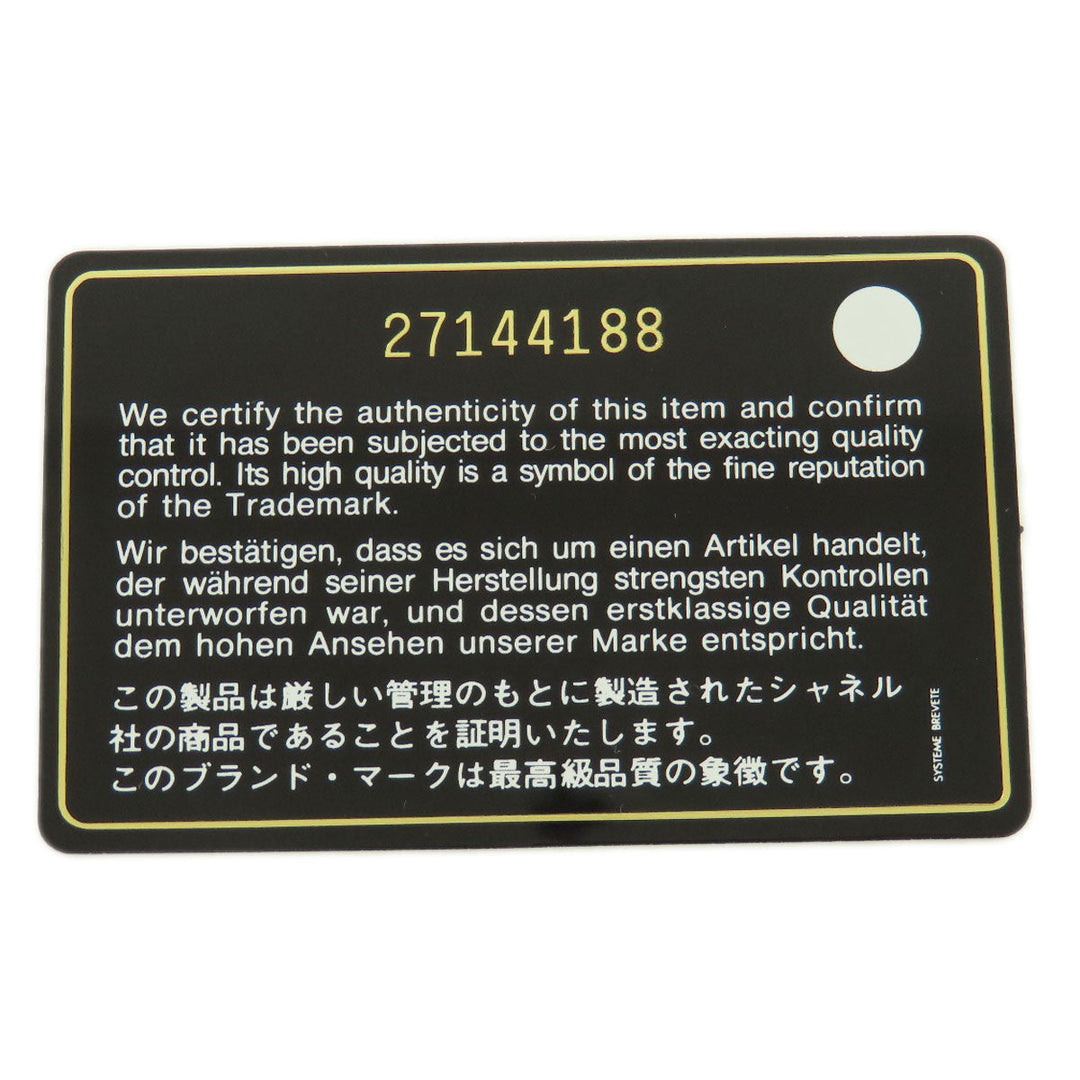 27144188
We certify the authenticity of this item and confirm
that it has been subjected to the most exacting quality
control. Its high quality is a symbol of the fine reputation
of the Trademark.
Wir bestätigen, dass es sich um einen Artikel handelt,
der während seiner Herstellung strengsten Kontrollen
unterworfen war, und dessen erstklassige Qualität
dem hohen Ansehen unserer Marke entspricht.
この製品は厳しい管理のもとに製造されたシャネル
社の商品であることを証明いたします。
このブランド・マークは最高級品質の象徴です。
SYSTEME BREVETE